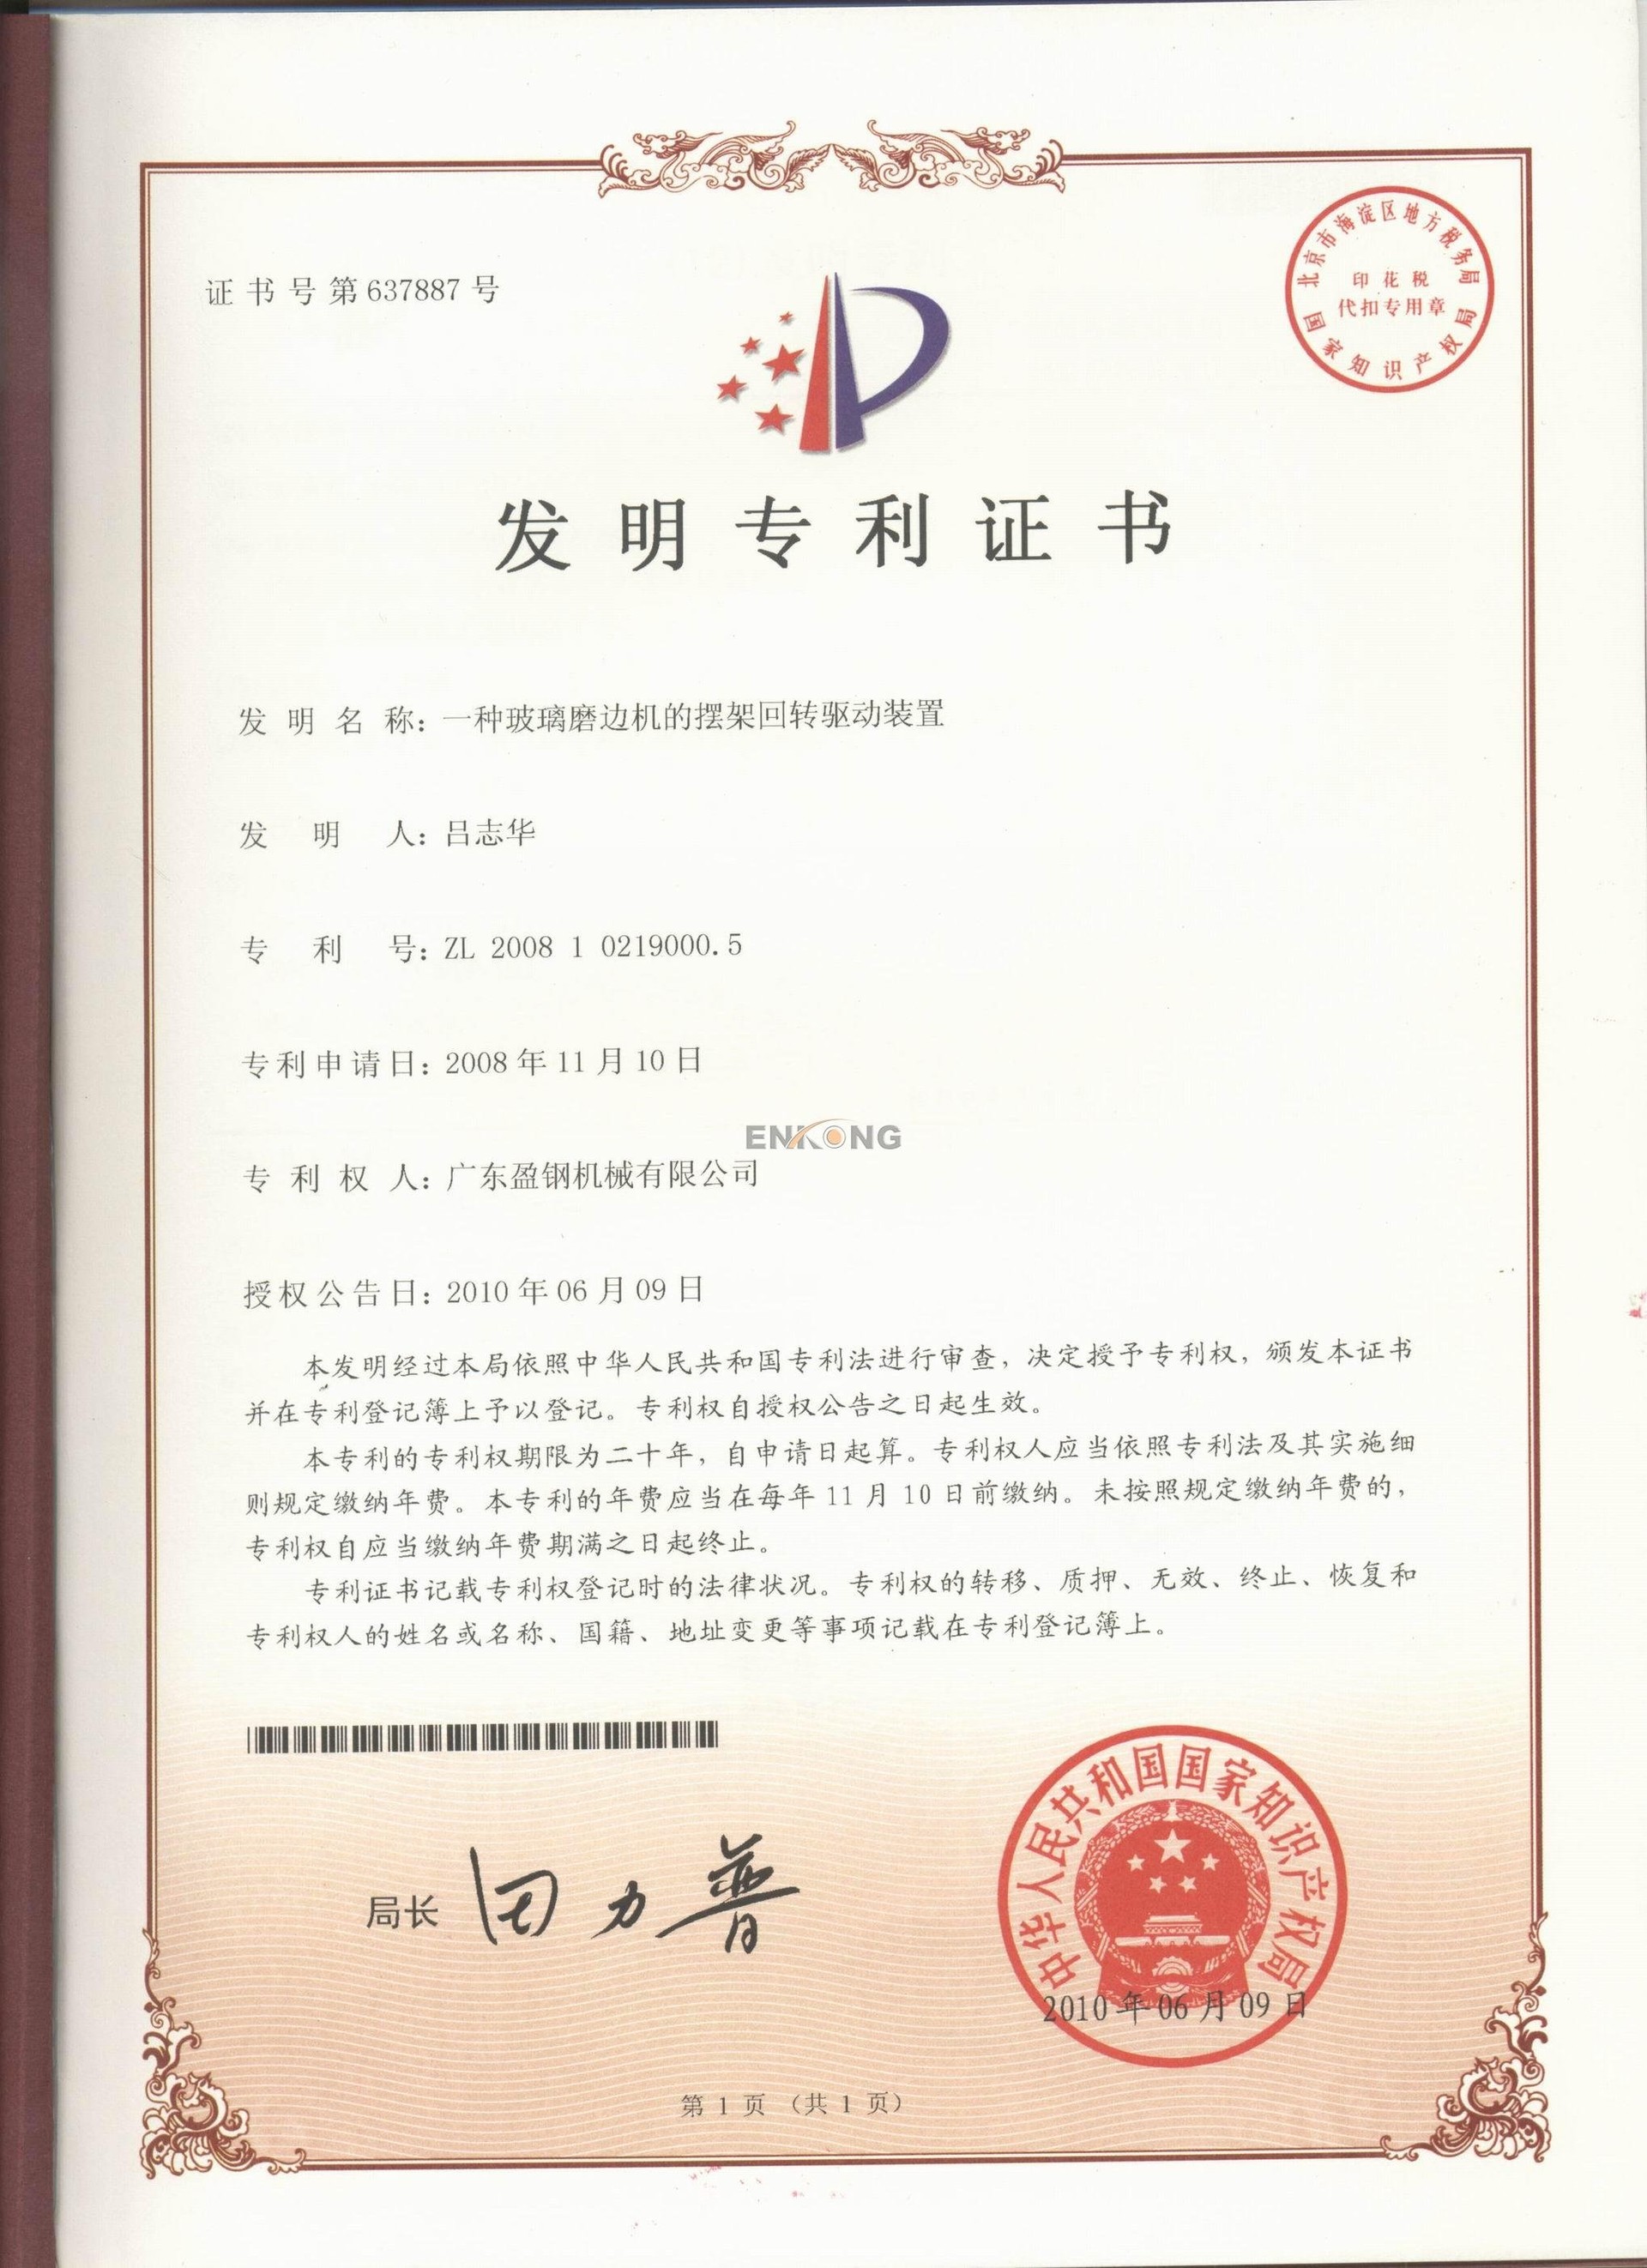 证书号第637887号
北京市海淀区地方税务局
印花税
代扣专用章
国家知识产权局
发明专利证书
发明名称：一种玻璃磨边机的摆架回转驱动装置
发明人：吕志华
专利号：ZL 2008 1 0219000.5
专利申请日：2008年11月10日
ENKONG
专利权人：广东盈钢机械有限公司
授权公告日：2010年06月09日
本发明经过本局依照中华人民共和国专利法进行审查，决定授予专利权，颁发本证书
并在专利登记簿上予以登记。专利权自授权公告之日起生效。
本专利的专利权期限为二十年，自申请日起算。专利权人应当依照专利法及其实施细
则规定缴纳年费。本专利的年费应当在每年11月10日前缴纳。未按照规定缴纳年费的，
专利权自应当缴纳年费期满之日起终止。
专利证书记载专利权登记时的法律状况。专利权的转移、质押、无效、终止、恢复和
专利权人的姓名或名称、国籍、地址变更等事项记载在专利登记簿上。
局长 田力普
中华人民共和国国家知识产权局
2010年06月09日
第1页（共1页）